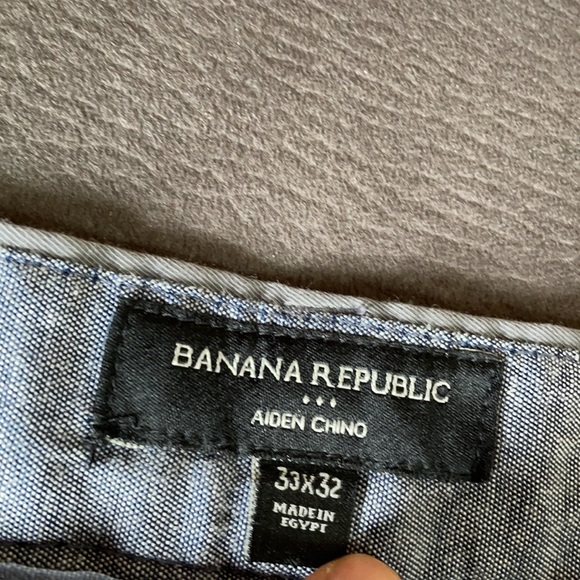 BANANA REPUBLIC
AIDEN CHINO
33X32
MADE IN
EGYPT